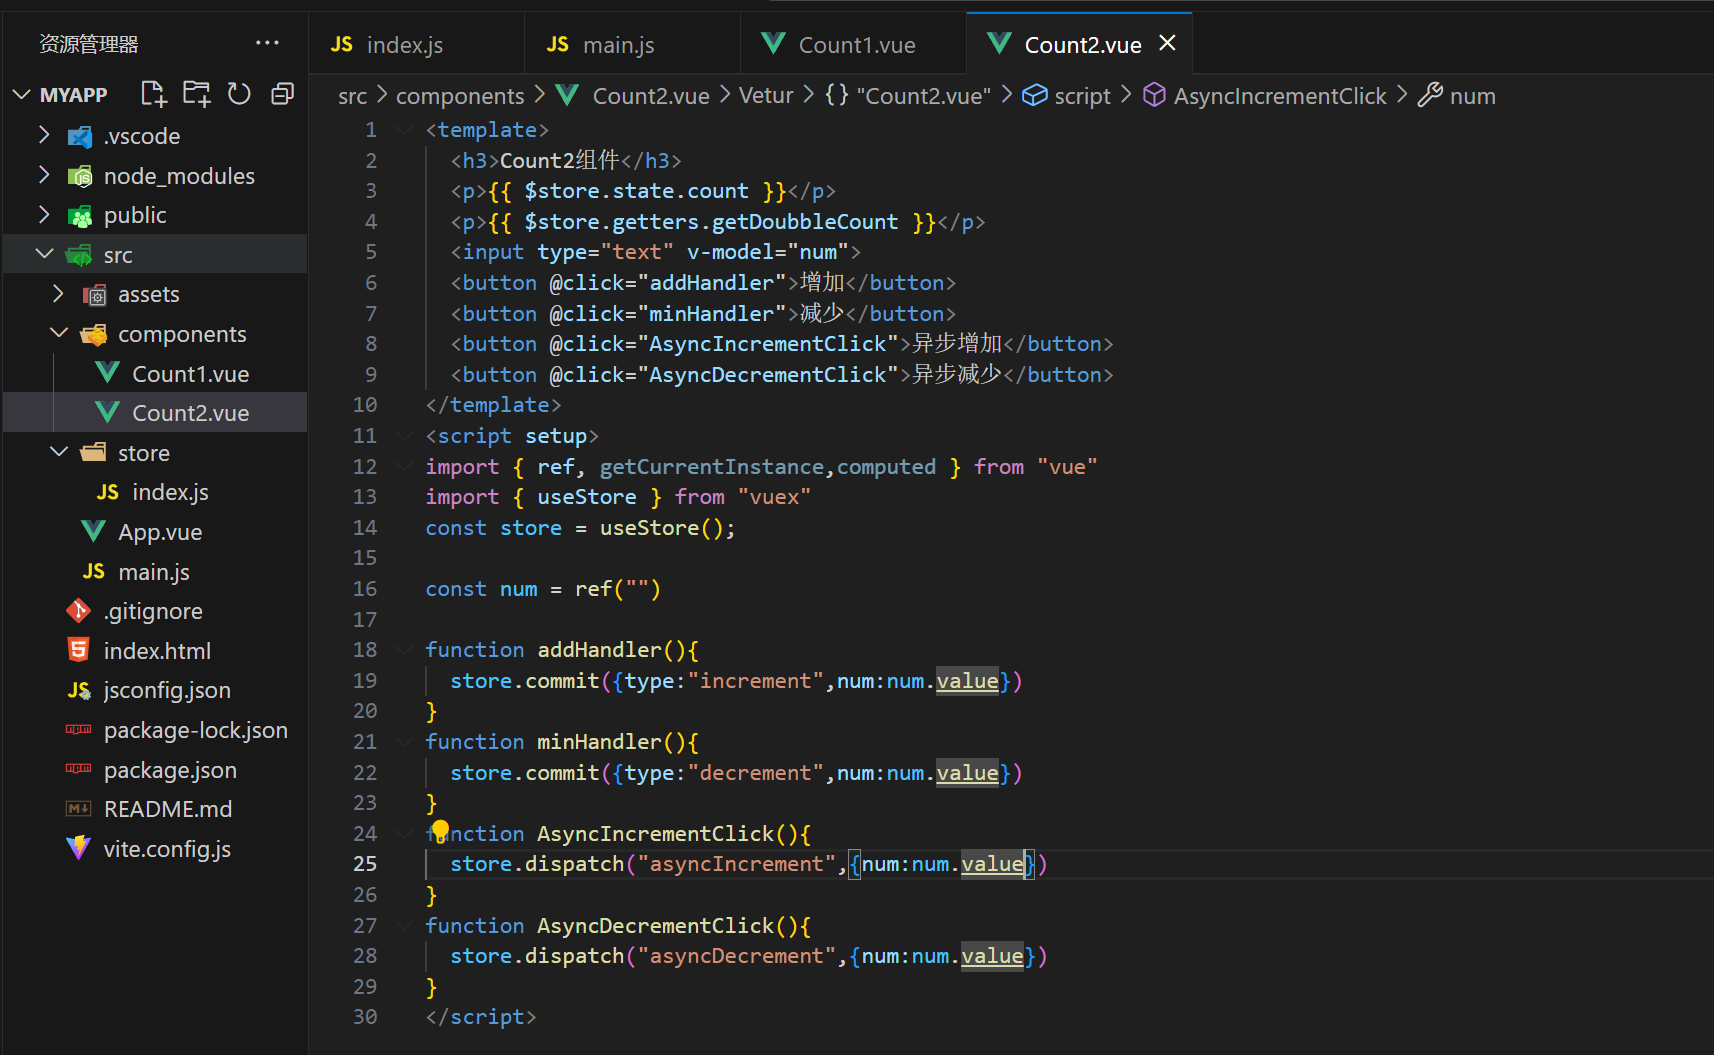 资源管理器 ···
MYAPP
.vscode
node_modules
public
src
assets
components
Count1.vue
Count2.vue
store
index.js
App.vue
main.js
.gitignore
index.html
jsconfig.json
package-lock.json
package.json
README.md
vite.config.js
JS index.js
JS main.js
Count1.vue
Count2.vue
src > components > Count2.vue > Vetur > {} "Count2.vue" > script > AsyncIncrementClick > num
1 <template>
2 <h3>Count2组件</h3>
3 <p>{{ $store.state.count }}</p>
4 <p>{{ $store.getters.getDoubbleCount }}</p>
5 <input type="text" v-model="num">
6 <button @click="addHandler">增加</button>
7 <button @click="minHandler">减少</button>
8 <button @click="AsyncIncrementClick">异步增加</button>
9 <button @click="AsyncDecrementClick">异步减少</button>
10 </template>
11 <script setup>
12 import { ref, getCurrentInstance,computed } from "vue"
13 import { useStore } from "vuex"
14 const store = useStore();
15
16 const num = ref("")
17
18 function addHandler(){
19 store.commit({type:"increment",num:num.value})
20 }
21 function minHandler(){
22 store.commit({type:"decrement",num:num.value})
23 }
24 function AsyncIncrementClick(){
25 store.dispatch("asyncIncrement",{num:num.value})
26 }
27 function AsyncDecrementClick(){
28 store.dispatch("asyncDecrement",{num:num.value})
29 }
30 </script>